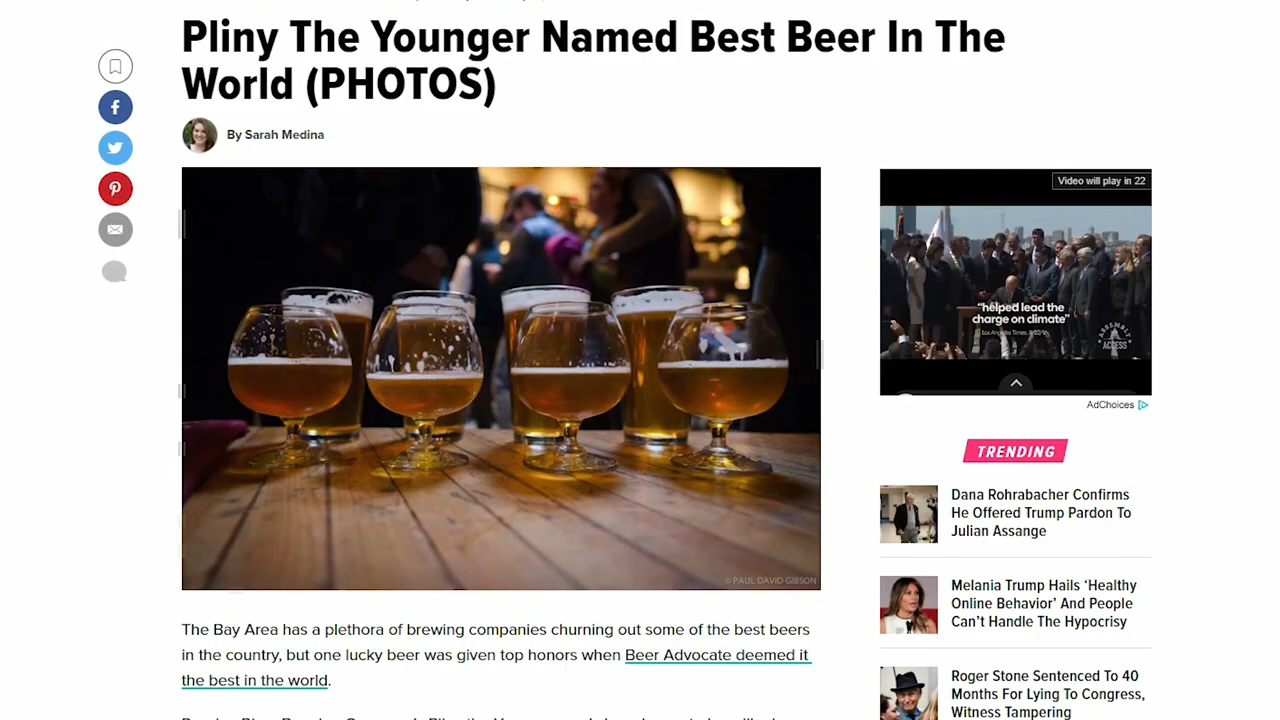 Pliny The Younger Named Best Beer In The
World (PHOTOS)
By Sarah Medina
Video will play in 22
"helped lead the
charge on climate"
ASSEMBLY
ACCESS
AdChoices
© PAUL DAVID GIBSON
TRENDING
Dana Rohrabacher Confirms
He Offered Trump Pardon To
Julian Assange
Melania Trump Hails ‘Healthy
Online Behavior’ And People
Can’t Handle The Hypocrisy
Roger Stone Sentenced To 40
Months For Lying To Congress,
Witness Tampering
The Bay Area has a plethora of brewing companies churning out some of the best beers
in the country, but one lucky beer was given top honors when Beer Advocate deemed it
the best in the world.